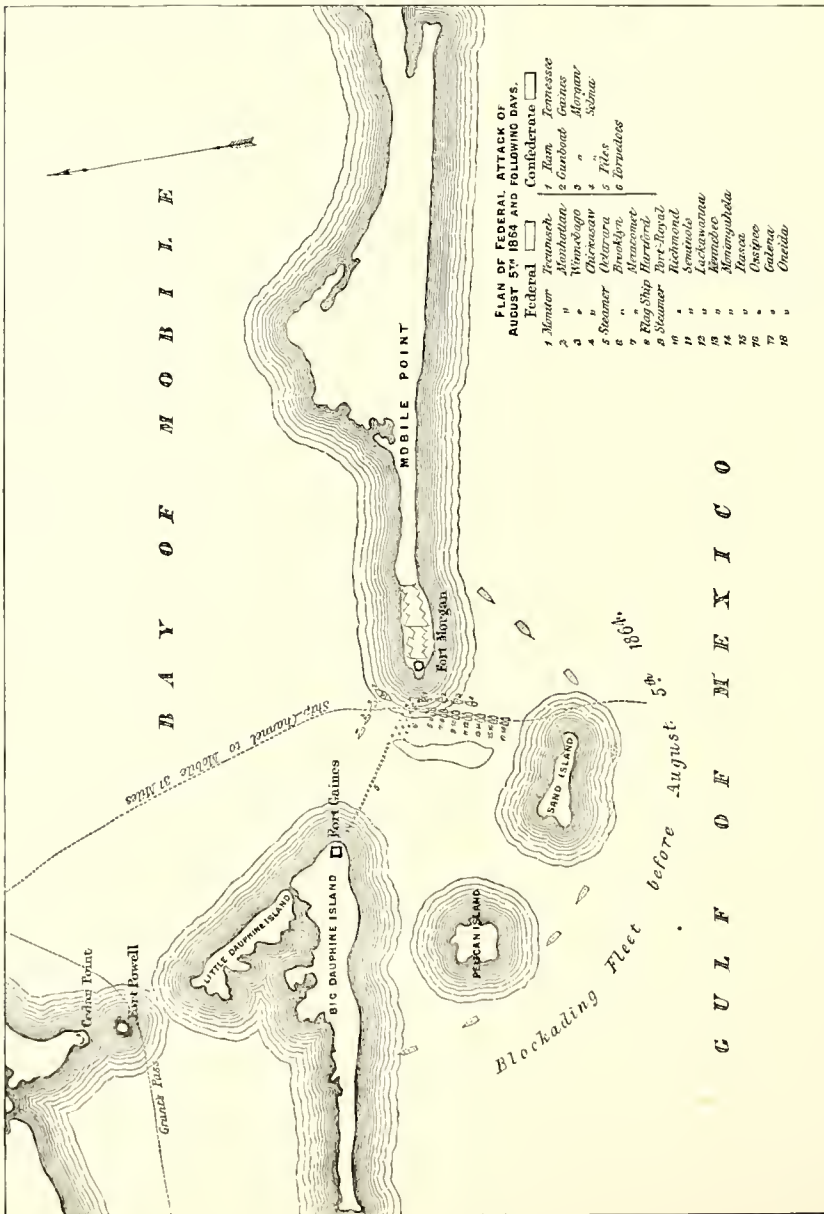 BAY OF MOBILE
Ship Channel to Mobile 31 Miles
Cedar Point
Fort Powell
Grant's Pass
LITTLE DAUPHINE ISLAND
BIG DAUPHINE ISLAND
Fort Gaines
MOBILE POINT
Fort Morgan
PELICAN ISLAND
SAND ISLAND
Blockading Fleet before August 5th 1864.
GULF OF MEXICO
PLAN OF FEDERAL ATTACK OF
AUGUST 5TH 1864 AND FOLLOWING DAYS.
Federal Confederate
1 Monitor Tecumseh 1 Ram Tennessee
2 " Manhattan 2 Gunboat Gaines
3 " Winnebago 3 " Morgan
4 " Chickasaw 4 " Selma
5 Steamer Octarara 5 Piles
6 " Brooklyn 6 Torpedoes
7 " Metacomet
8 Flag Ship Hartford
9 Steamer Port-Royal
10 " Richmond
11 " Seminole
12 " Lackawanna
13 " Kennebec
14 " Monongahela
15 " Itasca
16 " Ossipee
17 " Galena
18 " Oneida